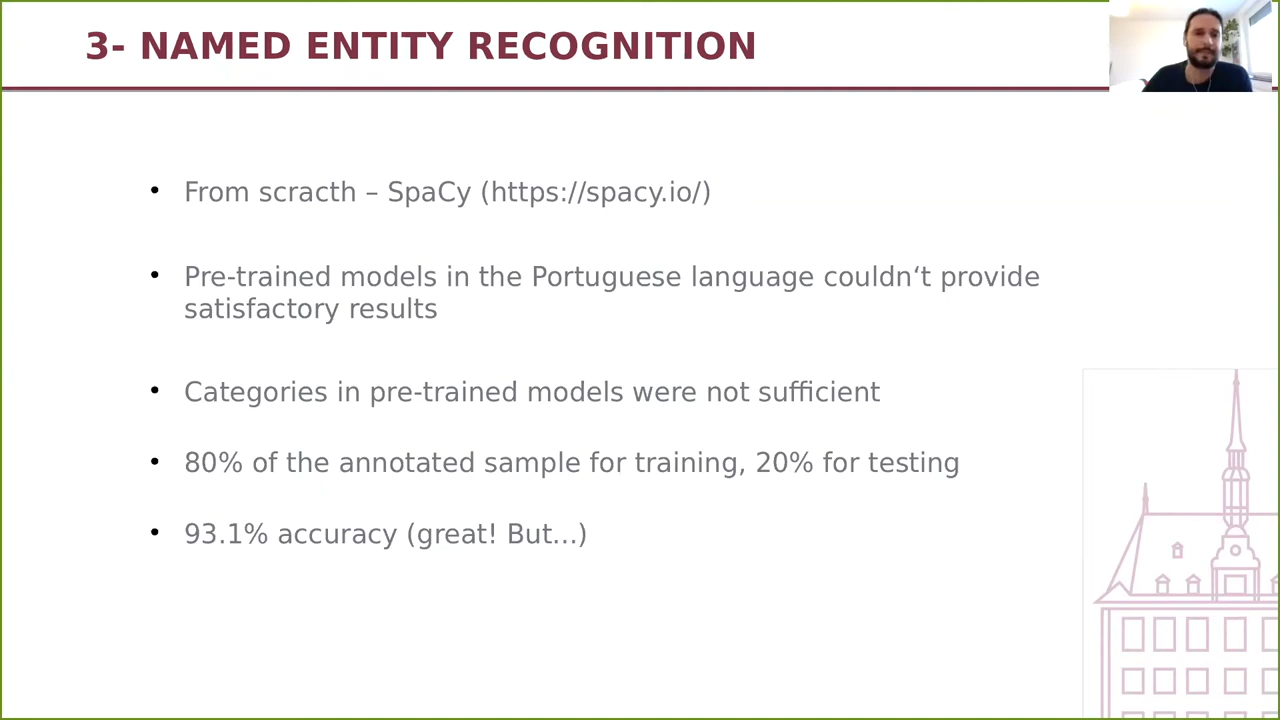 3- NAMED ENTITY RECOGNITION
• From scracth – SpaCy (https://spacy.io/)
• Pre-trained models in the Portuguese language couldn‘t provide
satisfactory results
• Categories in pre-trained models were not sufficient
• 80% of the annotated sample for training, 20% for testing
• 93.1% accuracy (great! But...)